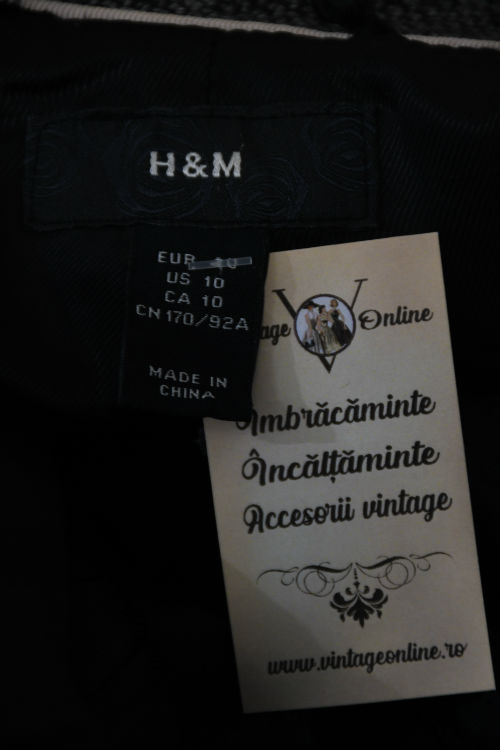 H&M
EUR 40
US 10
CA 10
CN 170/92A
MADE IN
CHINA
Online
Îmbrăcăminte
Încălțăminte
Accesorii vintage
www.vintageonline.ro